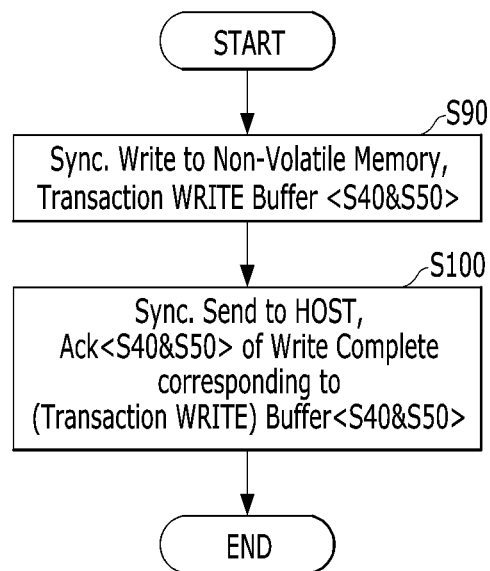 START
S90
Sync. Write to Non-Volatile Memory,
Transaction WRITE Buffer <S40&S50>
S100
Sync. Send to HOST,
Ack<S40&S50> of Write Complete
corresponding to
(Transaction WRITE) Buffer<S40&S50>
END